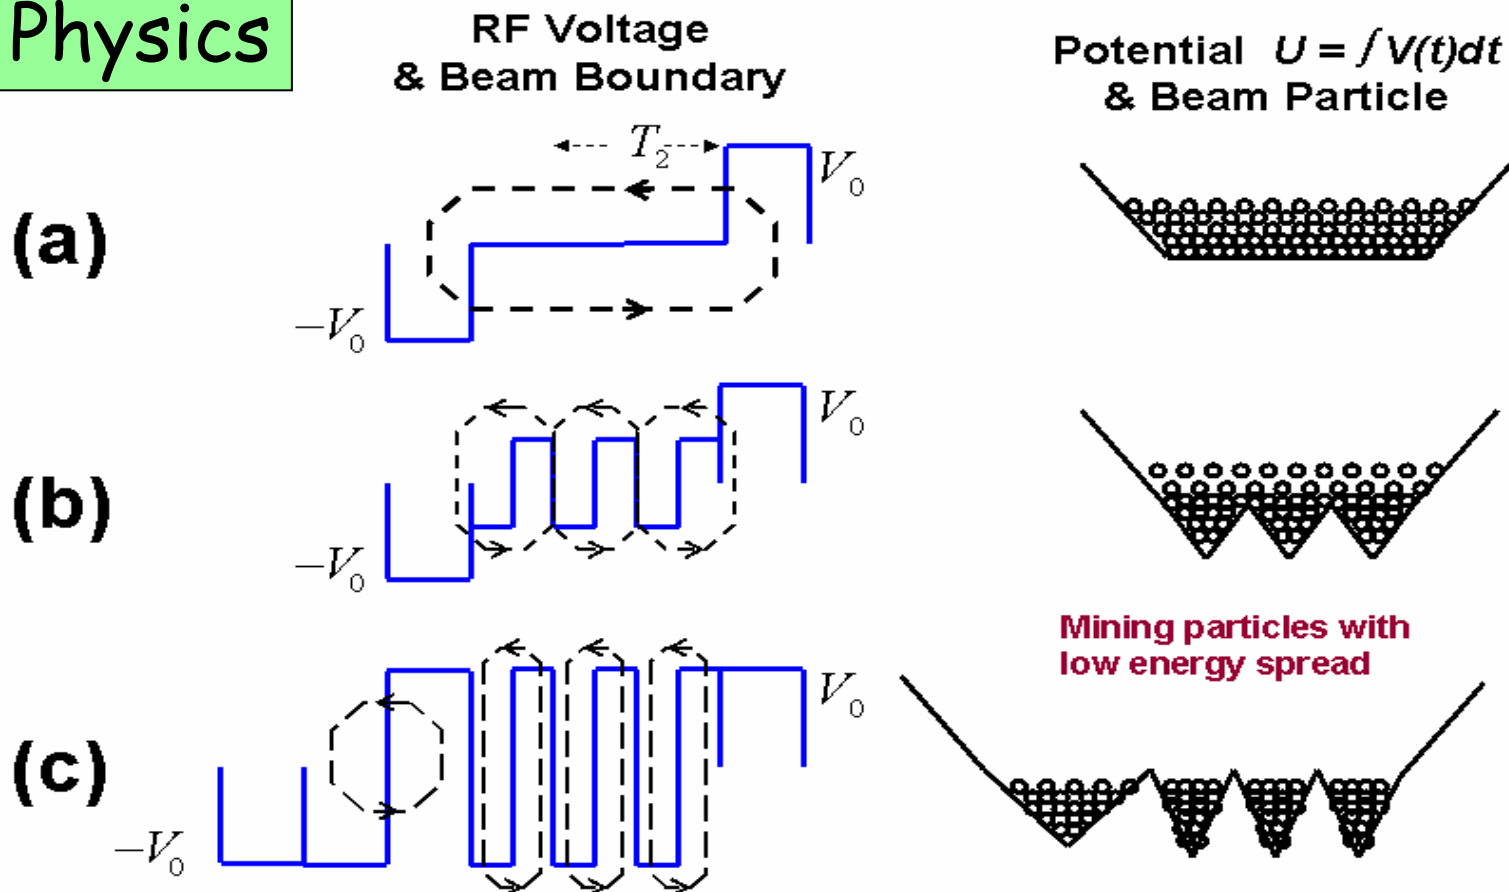 Physics
RF Voltage
& Beam Boundary
Potential U = ∫ V(t)dt
& Beam Particle
(a)
T₂
V₀
−V₀
(b)
V₀
−V₀
Mining particles with
low energy spread
(c)
V₀
−V₀